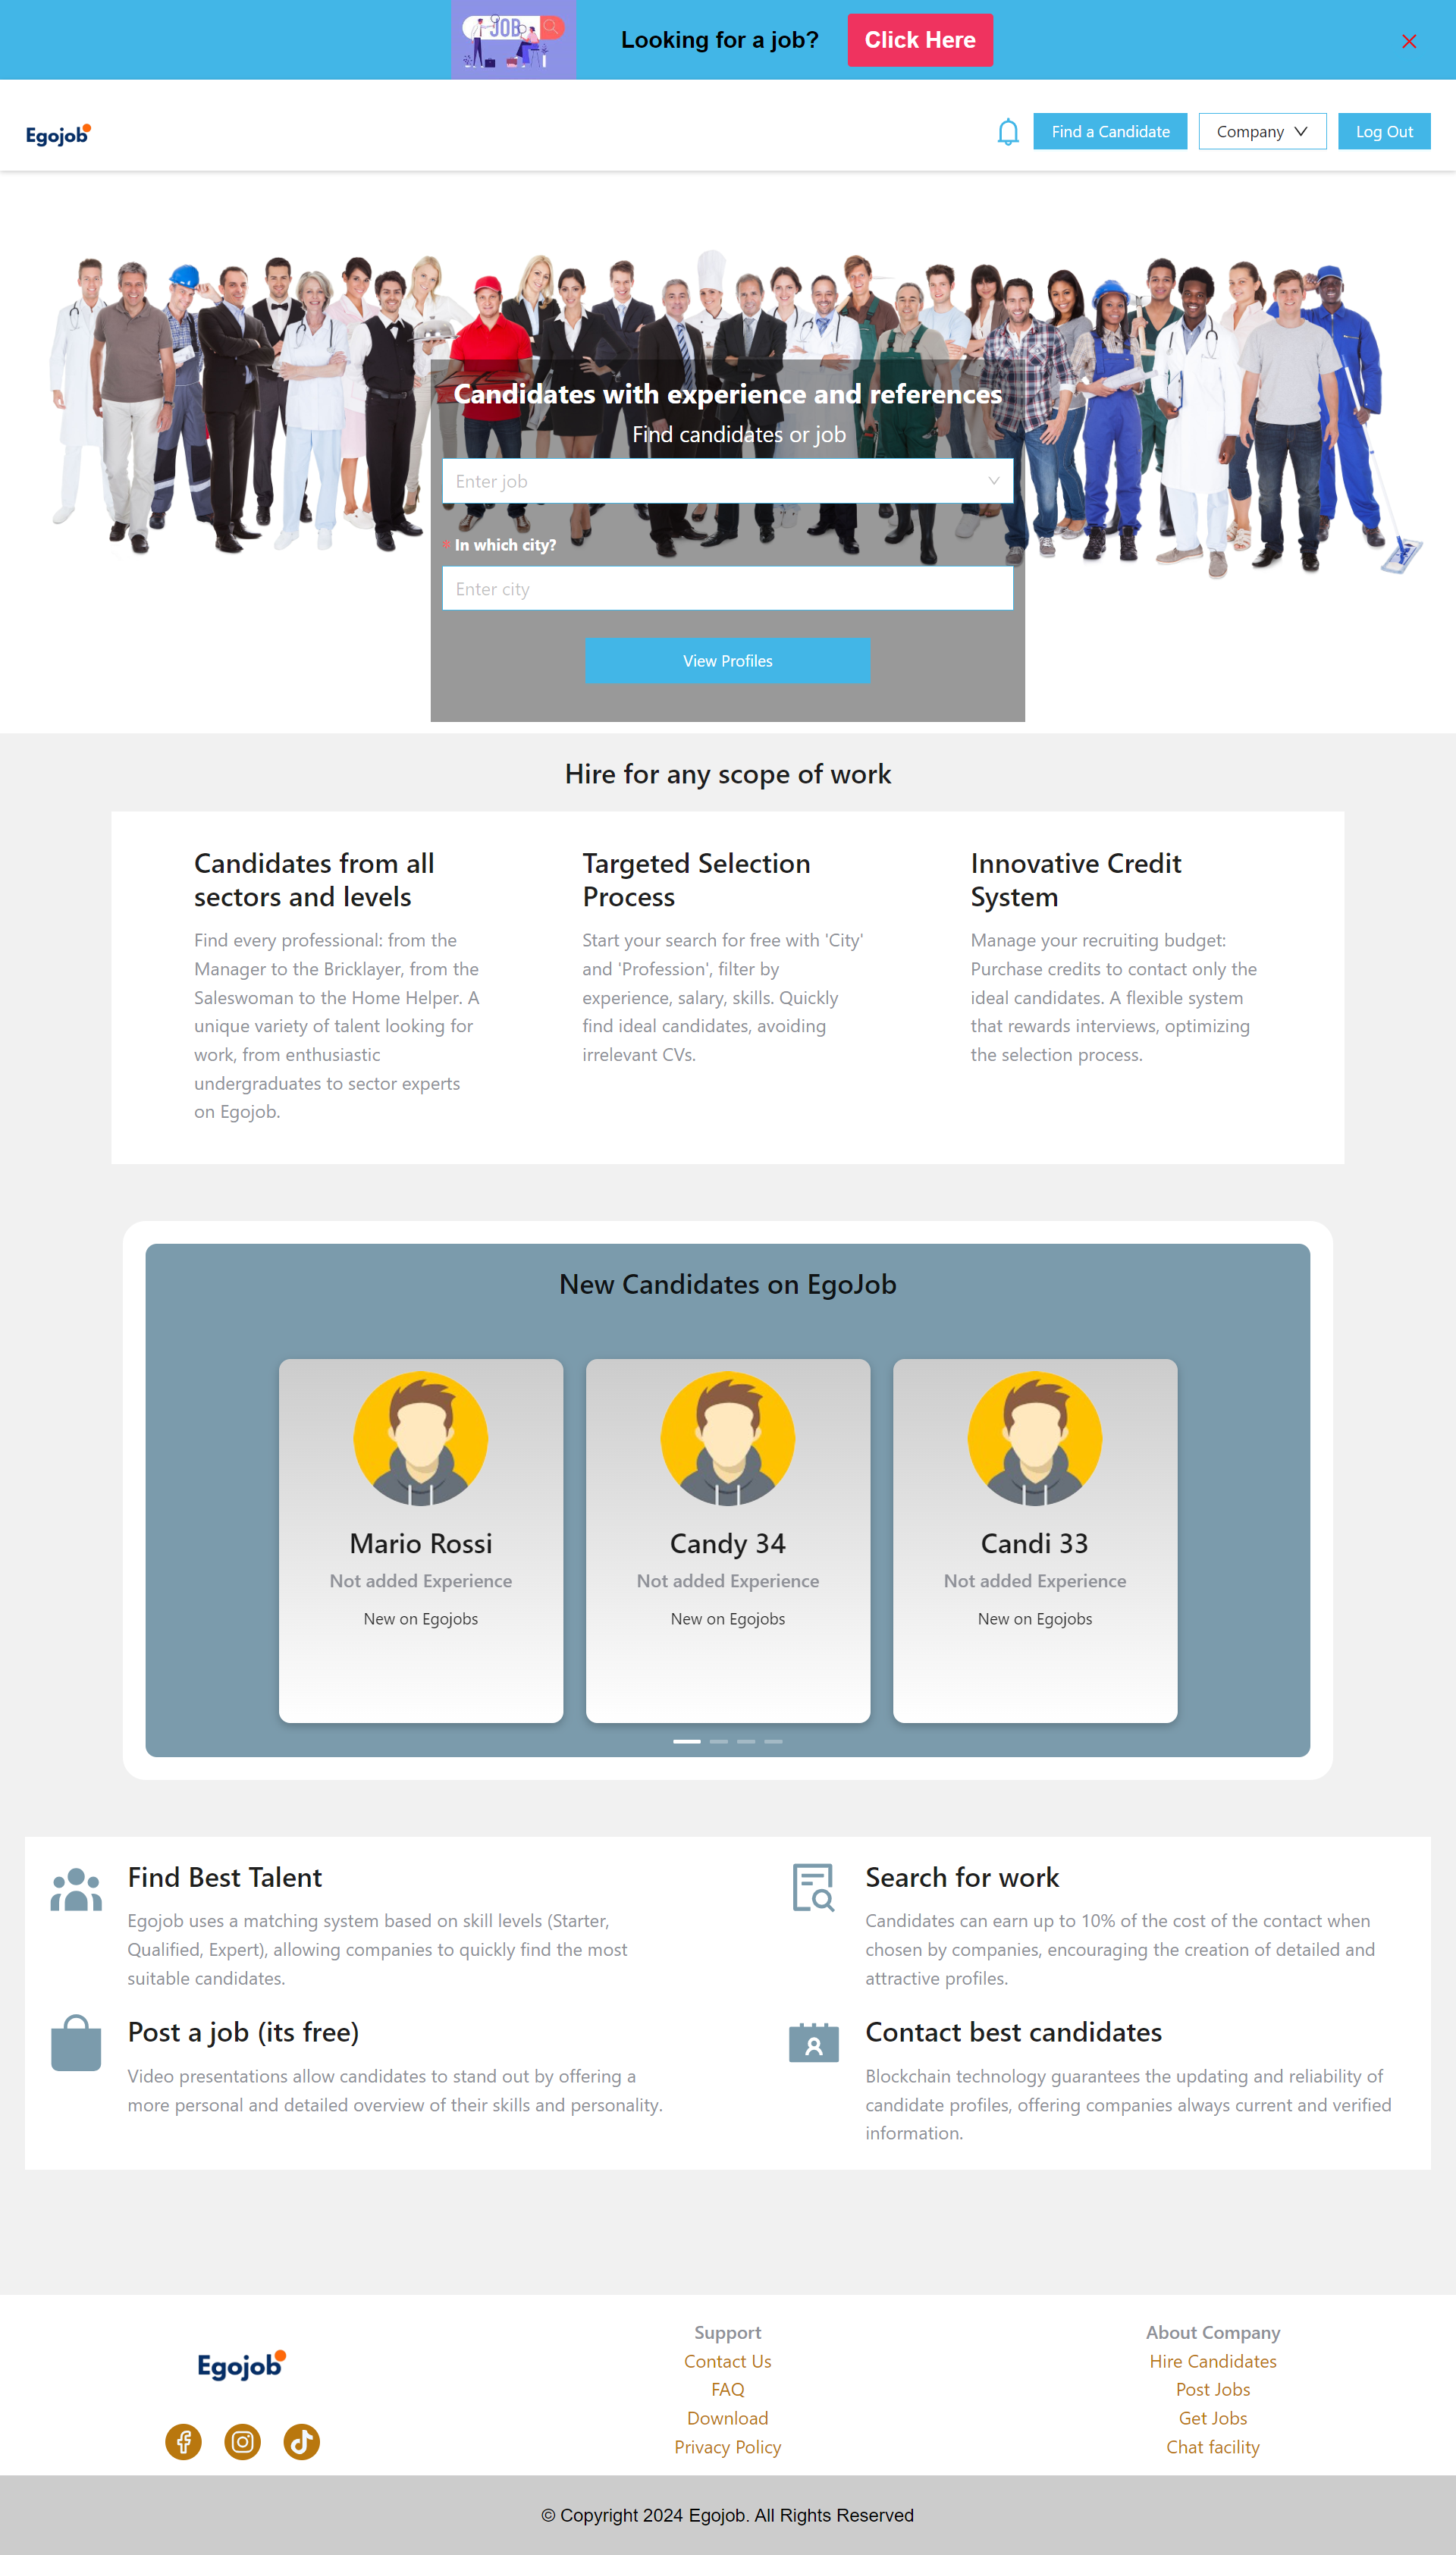 JOB
Looking for a job?
Click Here
Egojob
Find a Candidate
Company
Log Out
Candidates with experience and references
Find candidates or job
Enter job
* In which city?
Enter city
View Profiles
Hire for any scope of work
Candidates from all
sectors and levels
Find every professional: from the
Manager to the Bricklayer, from the
Saleswoman to the Home Helper. A
unique variety of talent looking for
work, from enthusiastic
undergraduates to sector experts
on Egojob.
Targeted Selection
Process
Start your search for free with 'City'
and 'Profession', filter by
experience, salary, skills. Quickly
find ideal candidates, avoiding
irrelevant CVs.
Innovative Credit
System
Manage your recruiting budget:
Purchase credits to contact only the
ideal candidates. A flexible system
that rewards interviews, optimizing
the selection process.
New Candidates on EgoJob
Mario Rossi
Not added Experience
New on Egojobs
Candy 34
Not added Experience
New on Egojobs
Candi 33
Not added Experience
New on Egojobs
Find Best Talent
Egojob uses a matching system based on skill levels (Starter,
Qualified, Expert), allowing companies to quickly find the most
suitable candidates.
Search for work
Candidates can earn up to 10% of the cost of the contact when
chosen by companies, encouraging the creation of detailed and
attractive profiles.
Post a job (its free)
Video presentations allow candidates to stand out by offering a
more personal and detailed overview of their skills and personality.
Contact best candidates
Blockchain technology guarantees the updating and reliability of
candidate profiles, offering companies always current and verified
information.
Egojob
Support
Contact Us
FAQ
Download
Privacy Policy
About Company
Hire Candidates
Post Jobs
Get Jobs
Chat facility
© Copyright 2024 Egojob. All Rights Reserved